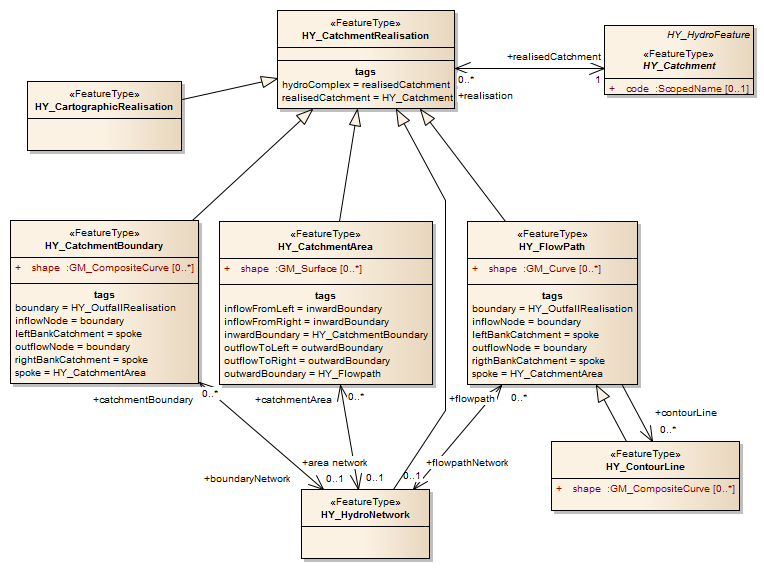 «FeatureType»
HY_CatchmentRealisation
tags
hydroComplex = realisedCatchment
realisedCatchment = HY_Catchment
+realisedCatchment
0..*
1
+realisation
HY_HydroFeature
«FeatureType»
HY_Catchment
+ code :ScopedName [0..1]
«FeatureType»
HY_CartographicRealisation
«FeatureType»
HY_CatchmentBoundary
+ shape :GM_CompositeCurve [0..*]
tags
boundary = HY_OutfallRealisation
inflowNode = boundary
leftBankCatchment = spoke
outflowNode = boundary
rightBankCatchment = spoke
spoke = HY_CatchmentArea
«FeatureType»
HY_CatchmentArea
+ shape :GM_Surface [0..*]
tags
inflowFromLeft = inwardBoundary
inflowFromRight = inwardBoundary
inwardBoundary = HY_CatchmentBoundary
outflowToLeft = outwardBoundary
outflowToRight = outwardBoundary
outwardBoundary = HY_Flowpath
«FeatureType»
HY_FlowPath
+ shape :GM_Curve [0..*]
tags
boundary = HY_OutfallRealisation
inflowNode = boundary
leftBankCatchment = spoke
outflowNode = boundary
rigthBankCatchment = spoke
spoke = HY_CatchmentArea
+catchmentBoundary
0..*
+catchmentArea
0..*
+flowpath
0..*
+contourLine
0..*
+boundaryNetwork
0..1
+area network
0..1
+flowpathNetwork
0..1
«FeatureType»
HY_ContourLine
+ shape :GM_CompositeCurve [0..*]
«FeatureType»
HY_HydroNetwork